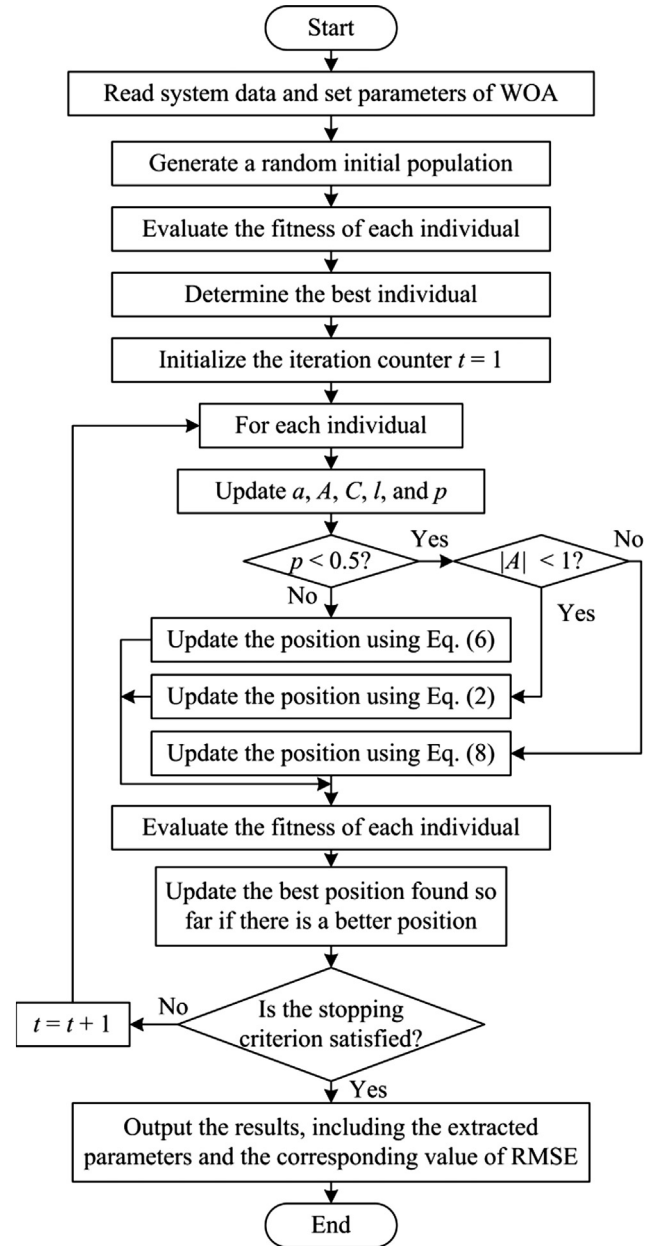 Start
Read system data and set parameters of WOA
Generate a random initial population
Evaluate the fitness of each individual
Determine the best individual
Initialize the iteration counter t = 1
For each individual
Update a, A, C, l, and p
p < 0.5?
Yes
|A| < 1?
No
No
Yes
Update the position using Eq. (6)
Update the position using Eq. (2)
Update the position using Eq. (8)
Evaluate the fitness of each individual
Update the best position found so
far if there is a better position
Is the stopping
criterion satisfied?
No
t = t + 1
Yes
Output the results, including the extracted
parameters and the corresponding value of RMSE
End